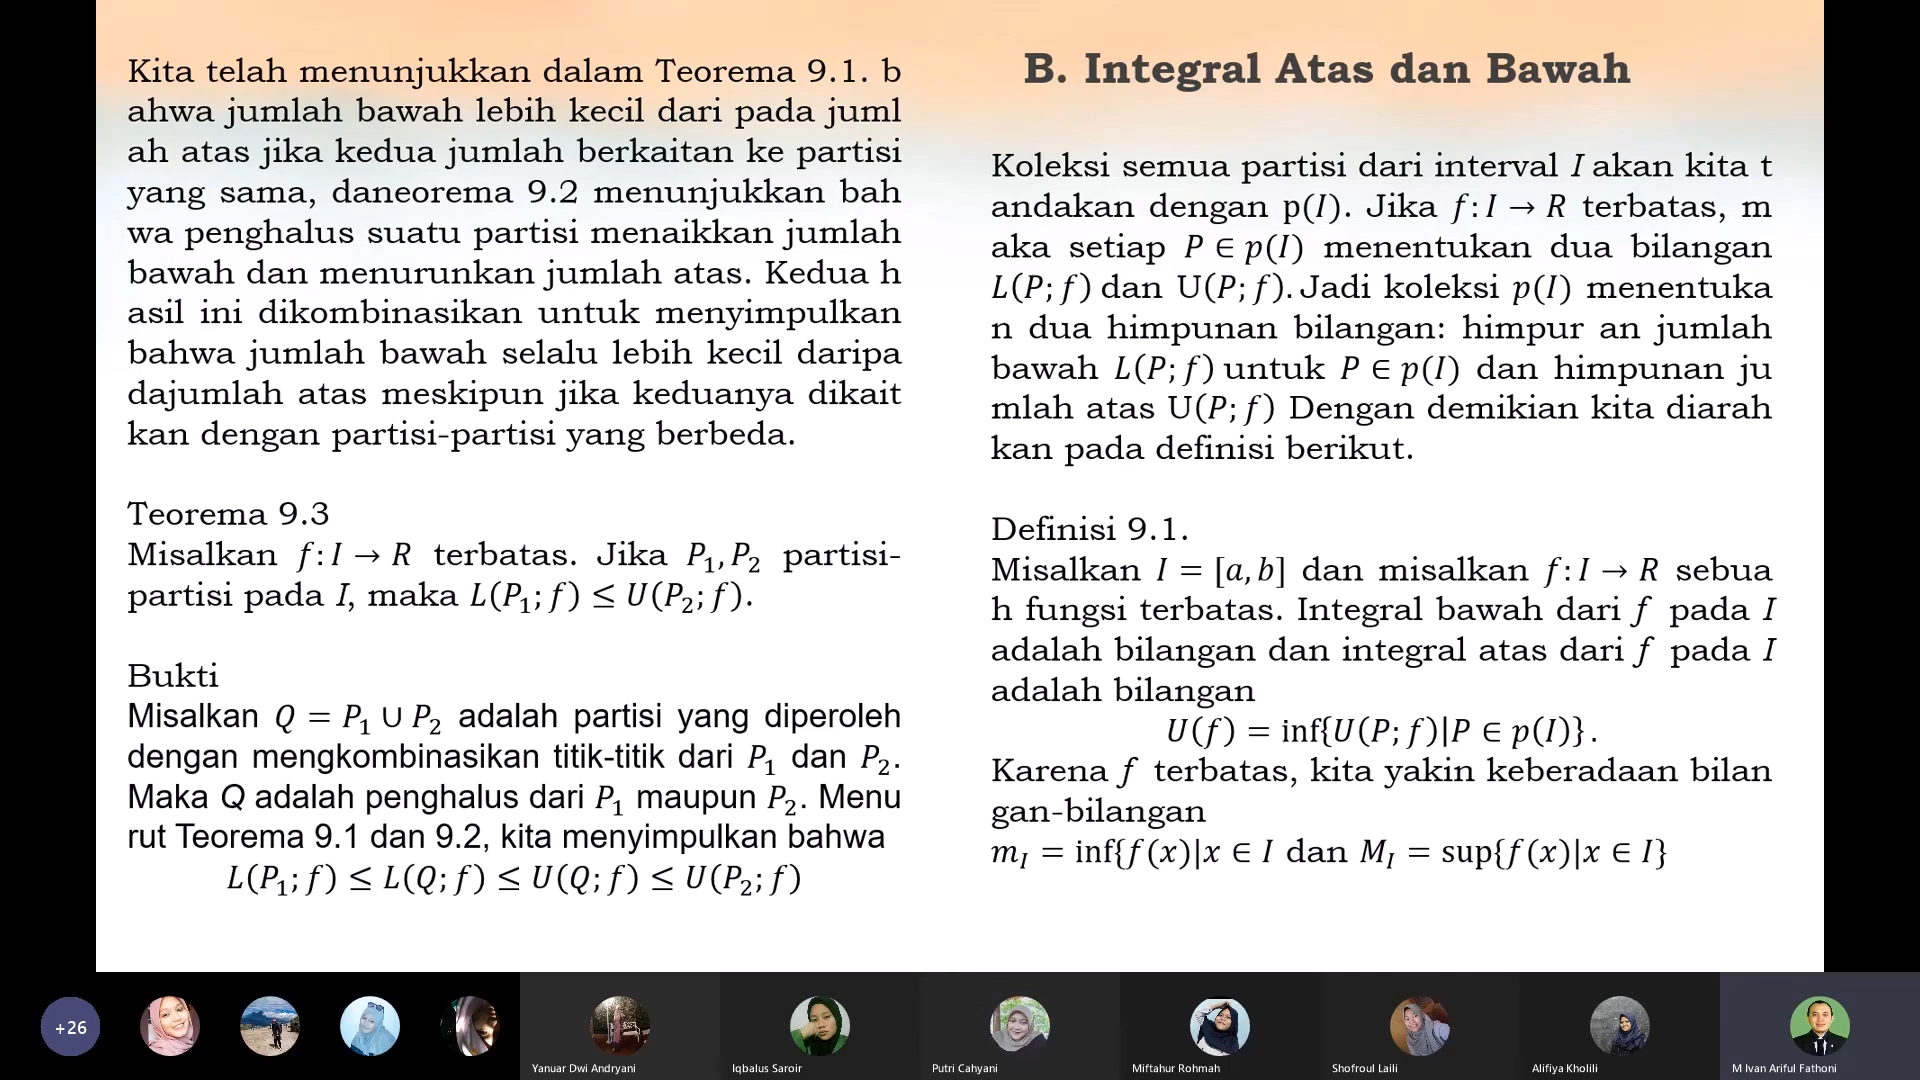 Kita telah menunjukkan dalam Teorema 9.1. b
ahwa jumlah bawah lebih kecil dari pada juml
ah atas jika kedua jumlah berkaitan ke partisi
yang sama, daneorema 9.2 menunjukkan bah
wa penghalus suatu partisi menaikkan jumlah
bawah dan menurunkan jumlah atas. Kedua h
asil ini dikombinasikan untuk menyimpulkan
bahwa jumlah bawah selalu lebih kecil daripa
dajumlah atas meskipun jika keduanya dikait
kan dengan partisi-partisi yang berbeda.
Teorema 9.3
Misalkan f: I → R terbatas. Jika P₁, P₂ partisi-
partisi pada I, maka L(P₁; f) ≤ U(P₂; f).
Bukti
Misalkan Q = P₁ ∪ P₂ adalah partisi yang diperoleh
dengan mengkombinasikan titik-titik dari P₁ dan P₂.
Maka Q adalah penghalus dari P₁ maupun P₂. Menu
rut Teorema 9.1 dan 9.2, kita menyimpulkan bahwa
L(P₁; f) ≤ L(Q; f) ≤ U(Q; f) ≤ U(P₂; f)
B. Integral Atas dan Bawah
Koleksi semua partisi dari interval I akan kita t
andakan dengan p(I). Jika f: I → R terbatas, m
aka setiap P ∈ p(I) menentukan dua bilangan
L(P; f) dan U(P; f). Jadi koleksi p(I) menentuka
n dua himpunan bilangan: himpur an jumlah
bawah L(P; f) untuk P ∈ p(I) dan himpunan ju
mlah atas U(P; f) Dengan demikian kita diarah
kan pada definisi berikut.
Definisi 9.1.
Misalkan I = [a, b] dan misalkan f: I → R sebua
h fungsi terbatas. Integral bawah dari f pada I
adalah bilangan dan integral atas dari f pada I
adalah bilangan
U(f) = inf{U(P; f)|P ∈ p(I)}.
Karena f terbatas, kita yakin keberadaan bilan
gan-bilangan
m_I = inf{f(x)|x ∈ I dan M_I = sup{f(x)|x ∈ I}
+26
Yanuar Dwi Andryani
Iqbalus Saroir
Putri Cahyani
Miftahur Rohmah
Shofroul Laili
Alifiya Kholili
M Ivan Ariful Fathoni